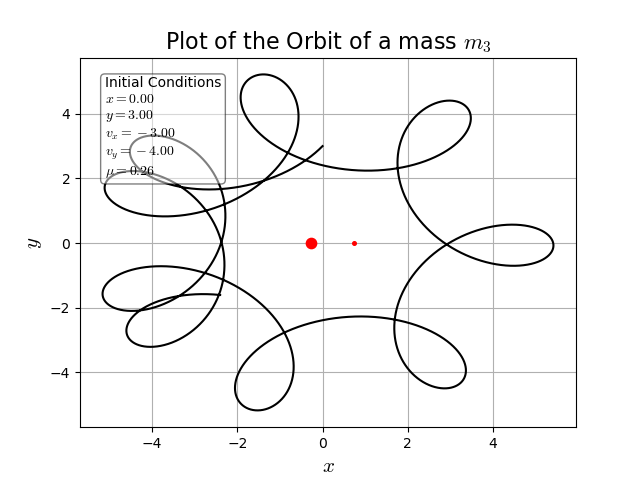 Plot of the Orbit of a mass m₃
Initial Conditions
x = 0.00
y = 3.00
vₓ = −3.00
v_y = −4.00
μ = 0.26
4
2
0
−2
−4
y
−4
−2
0
2
4
x